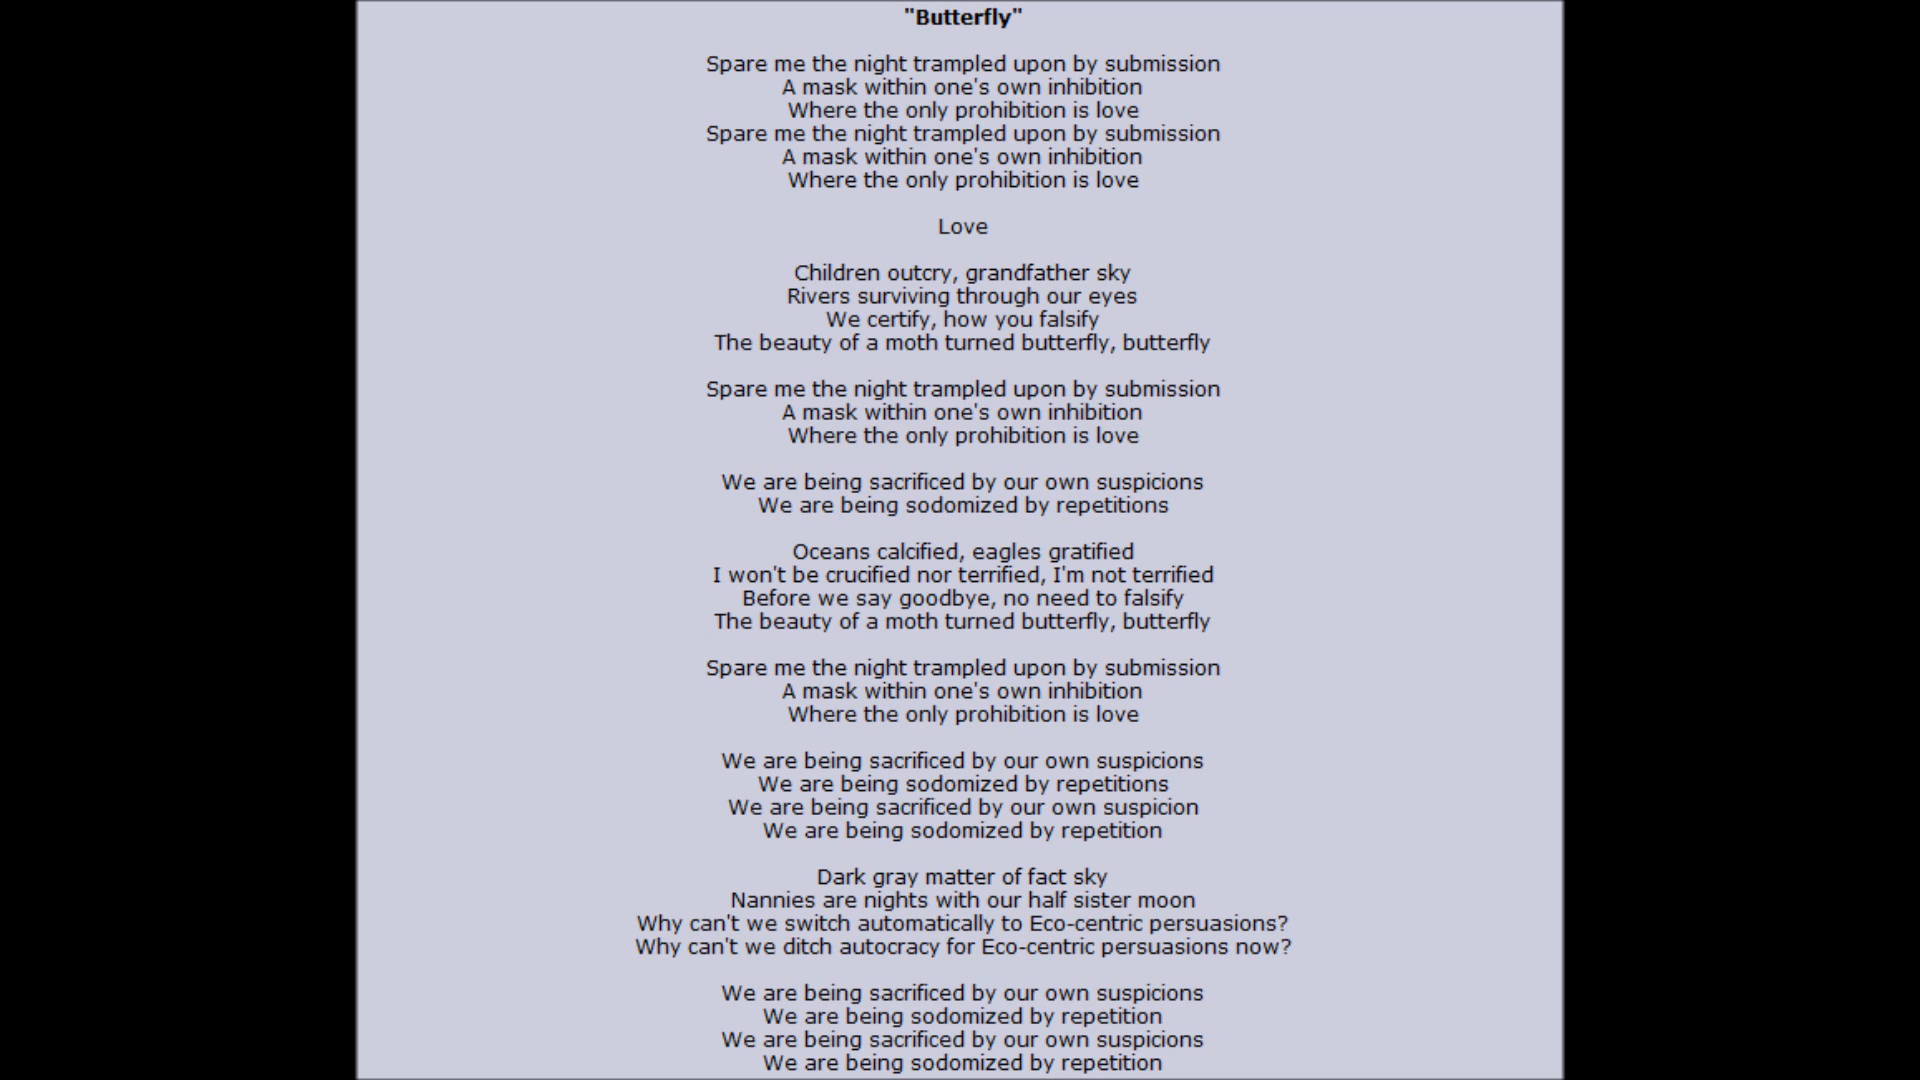 "Butterfly"
Spare me the night trampled upon by submission
A mask within one's own inhibition
Where the only prohibition is love
Spare me the night trampled upon by submission
A mask within one's own inhibition
Where the only prohibition is love
Love
Children outcry, grandfather sky
Rivers surviving through our eyes
We certify, how you falsify
The beauty of a moth turned butterfly, butterfly
Spare me the night trampled upon by submission
A mask within one's own inhibition
Where the only prohibition is love
We are being sacrificed by our own suspicions
We are being sodomized by repetitions
Oceans calcified, eagles gratified
I won't be crucified nor terrified, I'm not terrified
Before we say goodbye, no need to falsify
The beauty of a moth turned butterfly, butterfly
Spare me the night trampled upon by submission
A mask within one's own inhibition
Where the only prohibition is love
We are being sacrificed by our own suspicions
We are being sodomized by repetitions
We are being sacrificed by our own suspicion
We are being sodomized by repetition
Dark gray matter of fact sky
Nannies are nights with our half sister moon
Why can't we switch automatically to Eco-centric persuasions?
Why can't we ditch autocracy for Eco-centric persuasions now?
We are being sacrificed by our own suspicions
We are being sodomized by repetition
We are being sacrificed by our own suspicions
We are being sodomized by repetition